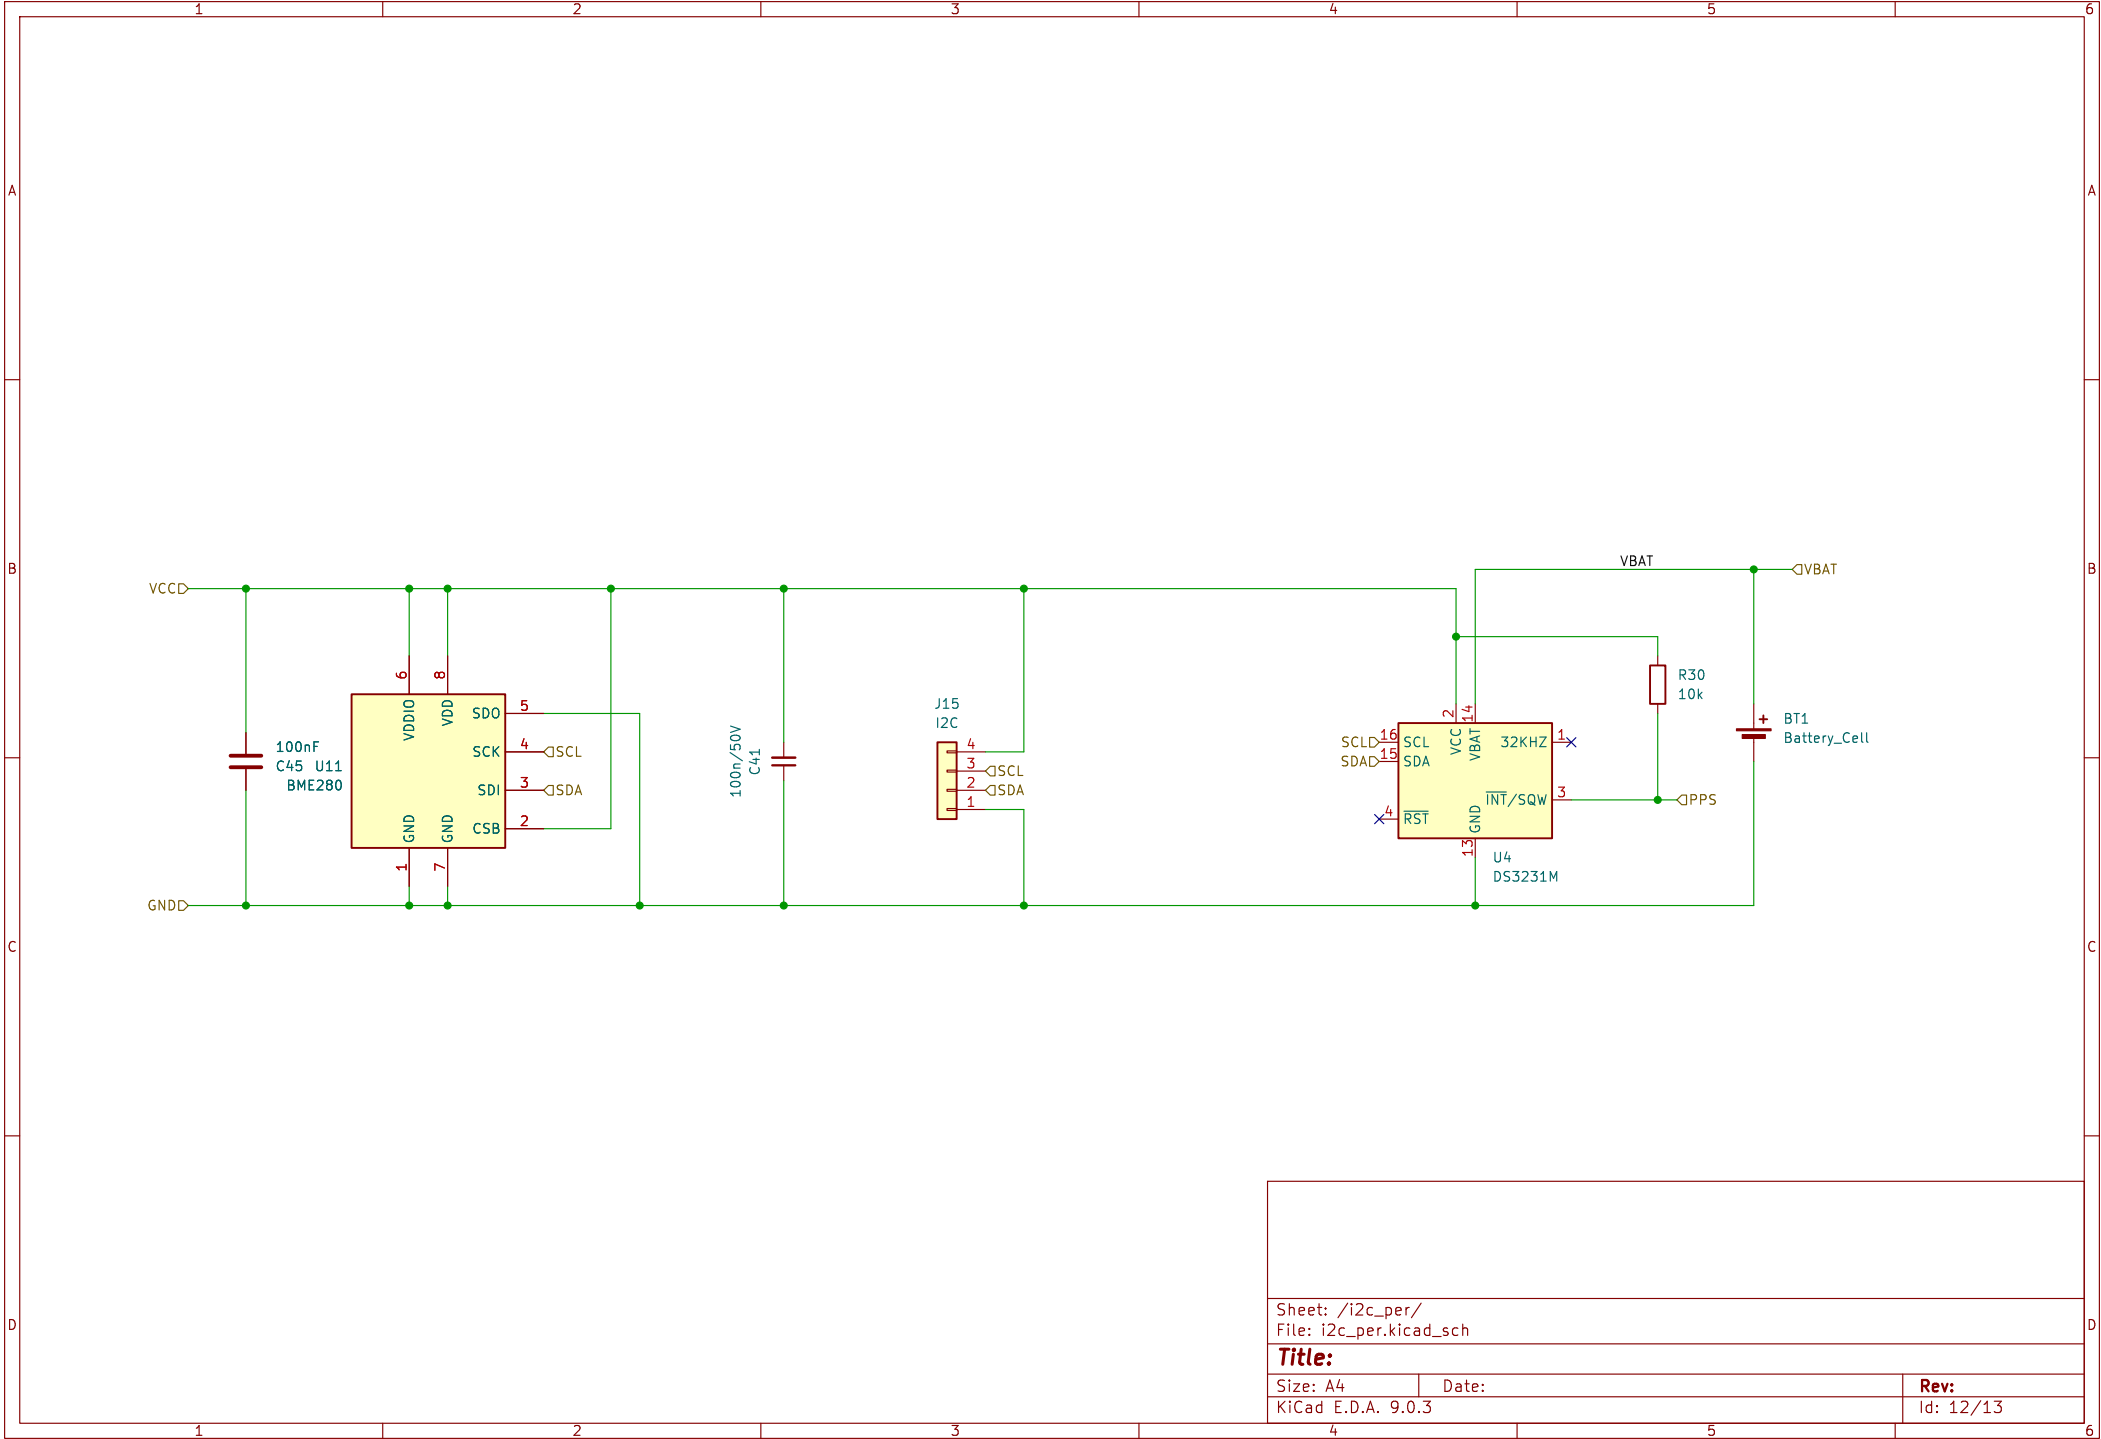 1 2 3 4 5 6
A A
VBAT
B B
VCC VBAT
6 8
R30
10k
VDDIO VDD
5 SDO
J15
I2C
2 14
BT1
Battery_Cell
100nF
C45 U11
BME280
4 SCK SCL
3 SDI SDA
2 CSB
GND GND
1 7
100n/50V
C41
4
3 SCL
2 SDA
1
SCL 16 SCL
SDA 15 SDA
VCC VBAT
32KHZ 1
INT/SQW 3 PPS
4 RST
GND
13
U4
DS3231M
+
GND
C C
Sheet: /i2c_per/
File: i2c_per.kicad_sch
D D
Title:
Size: A4 Date: Rev:
KiCad E.D.A. 9.0.3 Id: 12/13
1 2 3 4 5 6